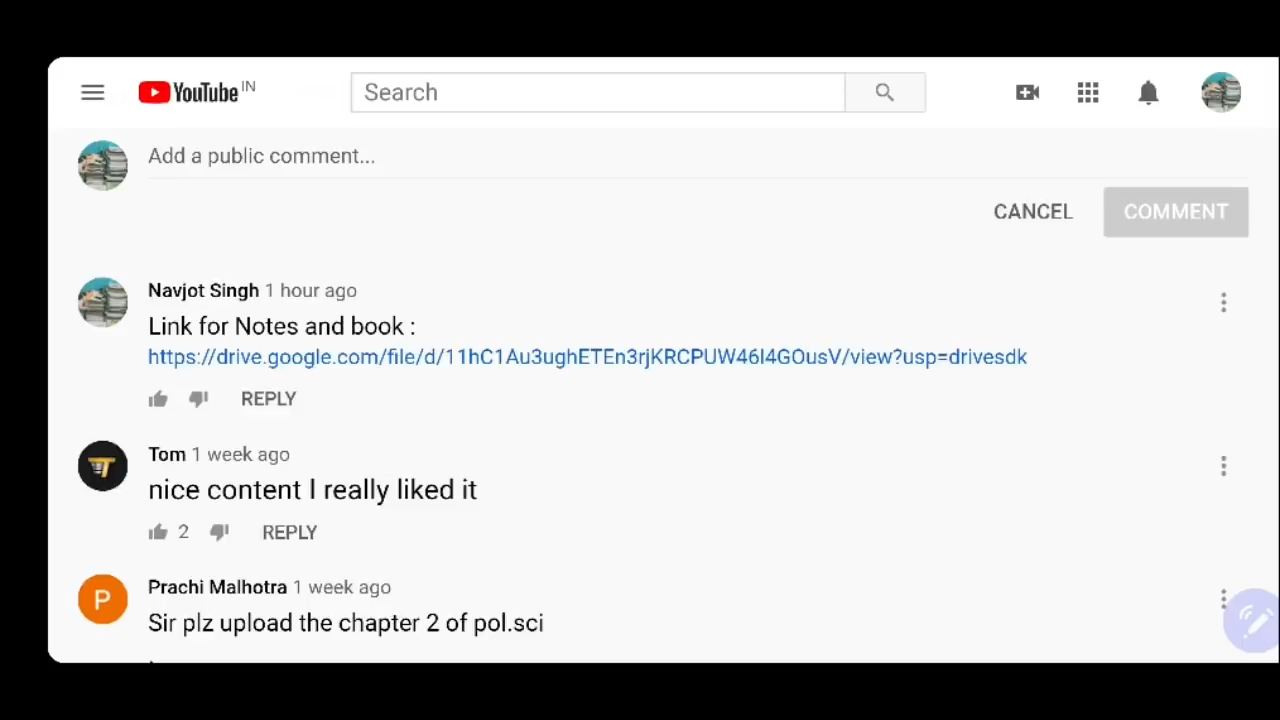 YouTube IN
Search
Add a public comment...
CANCEL
COMMENT
Navjot Singh 1 hour ago
Link for Notes and book :
https://drive.google.com/file/d/11hC1Au3ughETEn3rjKRCPUW46I4GOusV/view?usp=drivesdk
REPLY
Tom 1 week ago
nice content I really liked it
2 REPLY
P
Prachi Malhotra 1 week ago
Sir plz upload the chapter 2 of pol.sci